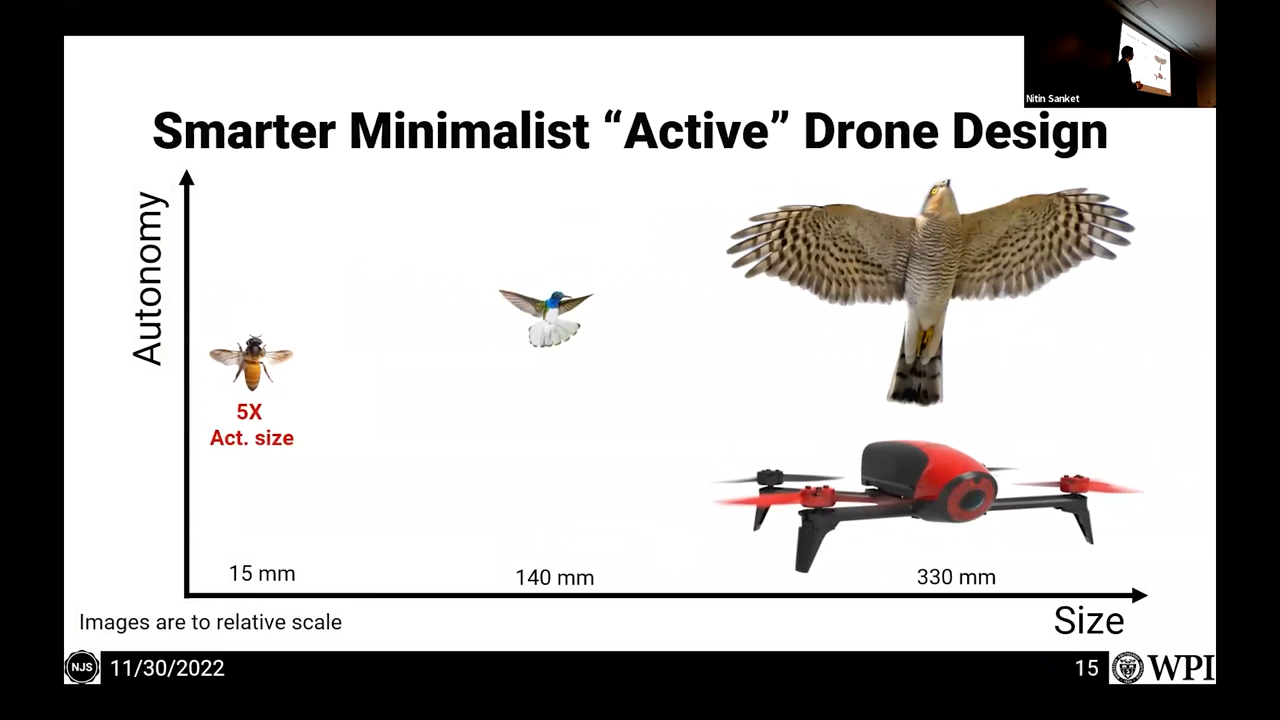 Nitin Sanket
Smarter Minimalist “Active” Drone Design
Autonomy
5X
Act. size
15 mm
140 mm
330 mm
Images are to relative scale
Size
NJS
11/30/2022
15
WPI